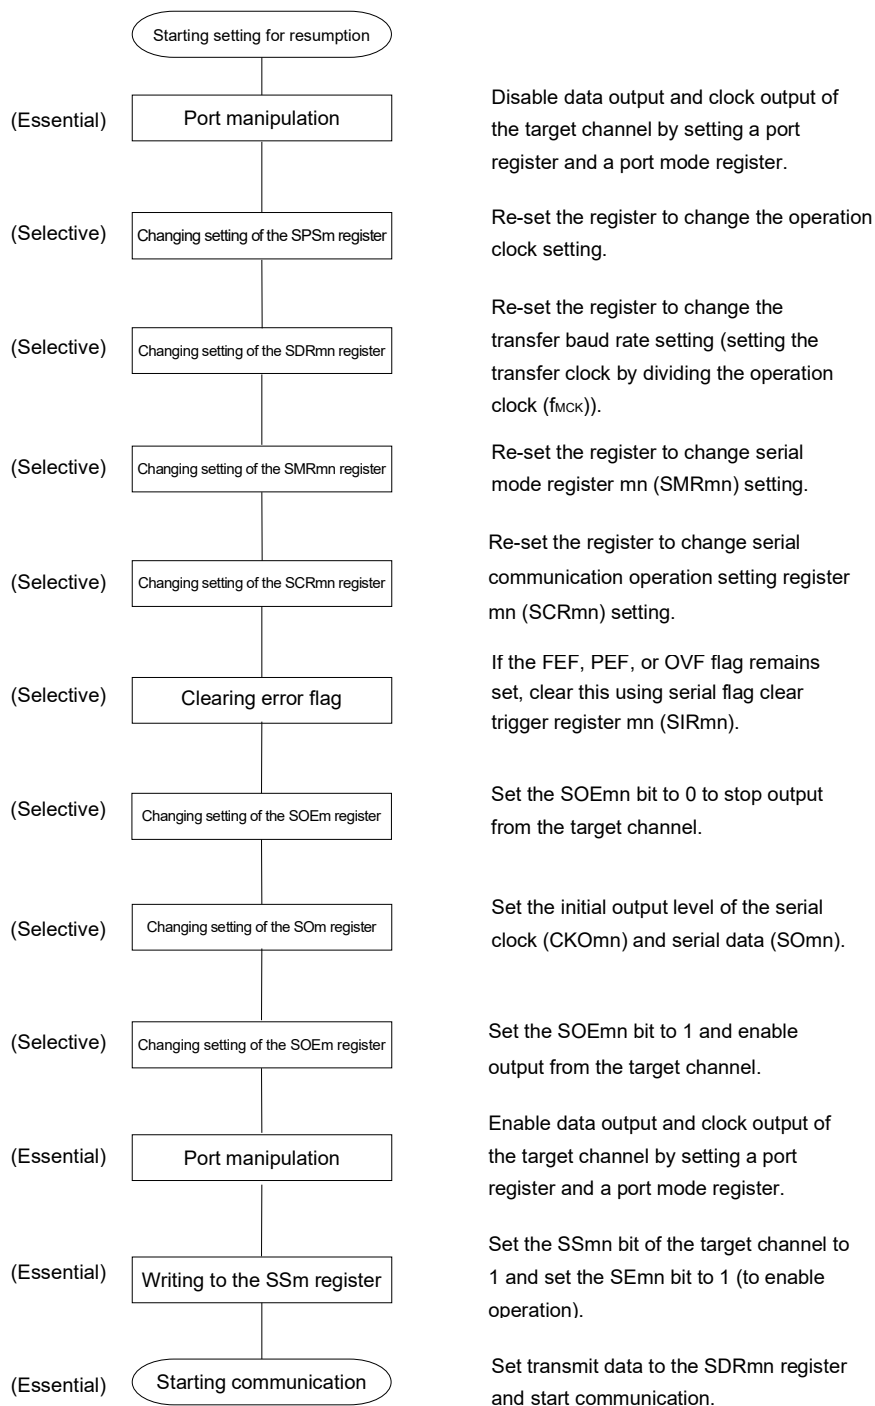 Starting setting for resumption
(Essential)
Port manipulation
Disable data output and clock output of
the target channel by setting a port
register and a port mode register.
(Selective)
Changing setting of the SPSm register
Re-set the register to change the operation
clock setting.
(Selective)
Changing setting of the SDRmn register
Re-set the register to change the
transfer baud rate setting (setting the
transfer clock by dividing the operation
clock (fMCK)).
(Selective)
Changing setting of the SMRmn register
Re-set the register to change serial
mode register mn (SMRmn) setting.
(Selective)
Changing setting of the SCRmn register
Re-set the register to change serial
communication operation setting register
mn (SCRmn) setting.
(Selective)
Clearing error flag
If the FEF, PEF, or OVF flag remains
set, clear this using serial flag clear
trigger register mn (SIRmn).
(Selective)
Changing setting of the SOEm register
Set the SOEmn bit to 0 to stop output
from the target channel.
(Selective)
Changing setting of the SOm register
Set the initial output level of the serial
clock (CKOmn) and serial data (SOmn).
(Selective)
Changing setting of the SOEm register
Set the SOEmn bit to 1 and enable
output from the target channel.
(Essential)
Port manipulation
Enable data output and clock output of
the target channel by setting a port
register and a port mode register.
(Essential)
Writing to the SSm register
Set the SSmn bit of the target channel to
1 and set the SEmn bit to 1 (to enable
operation).
(Essential)
Starting communication
Set transmit data to the SDRmn register
and start communication.